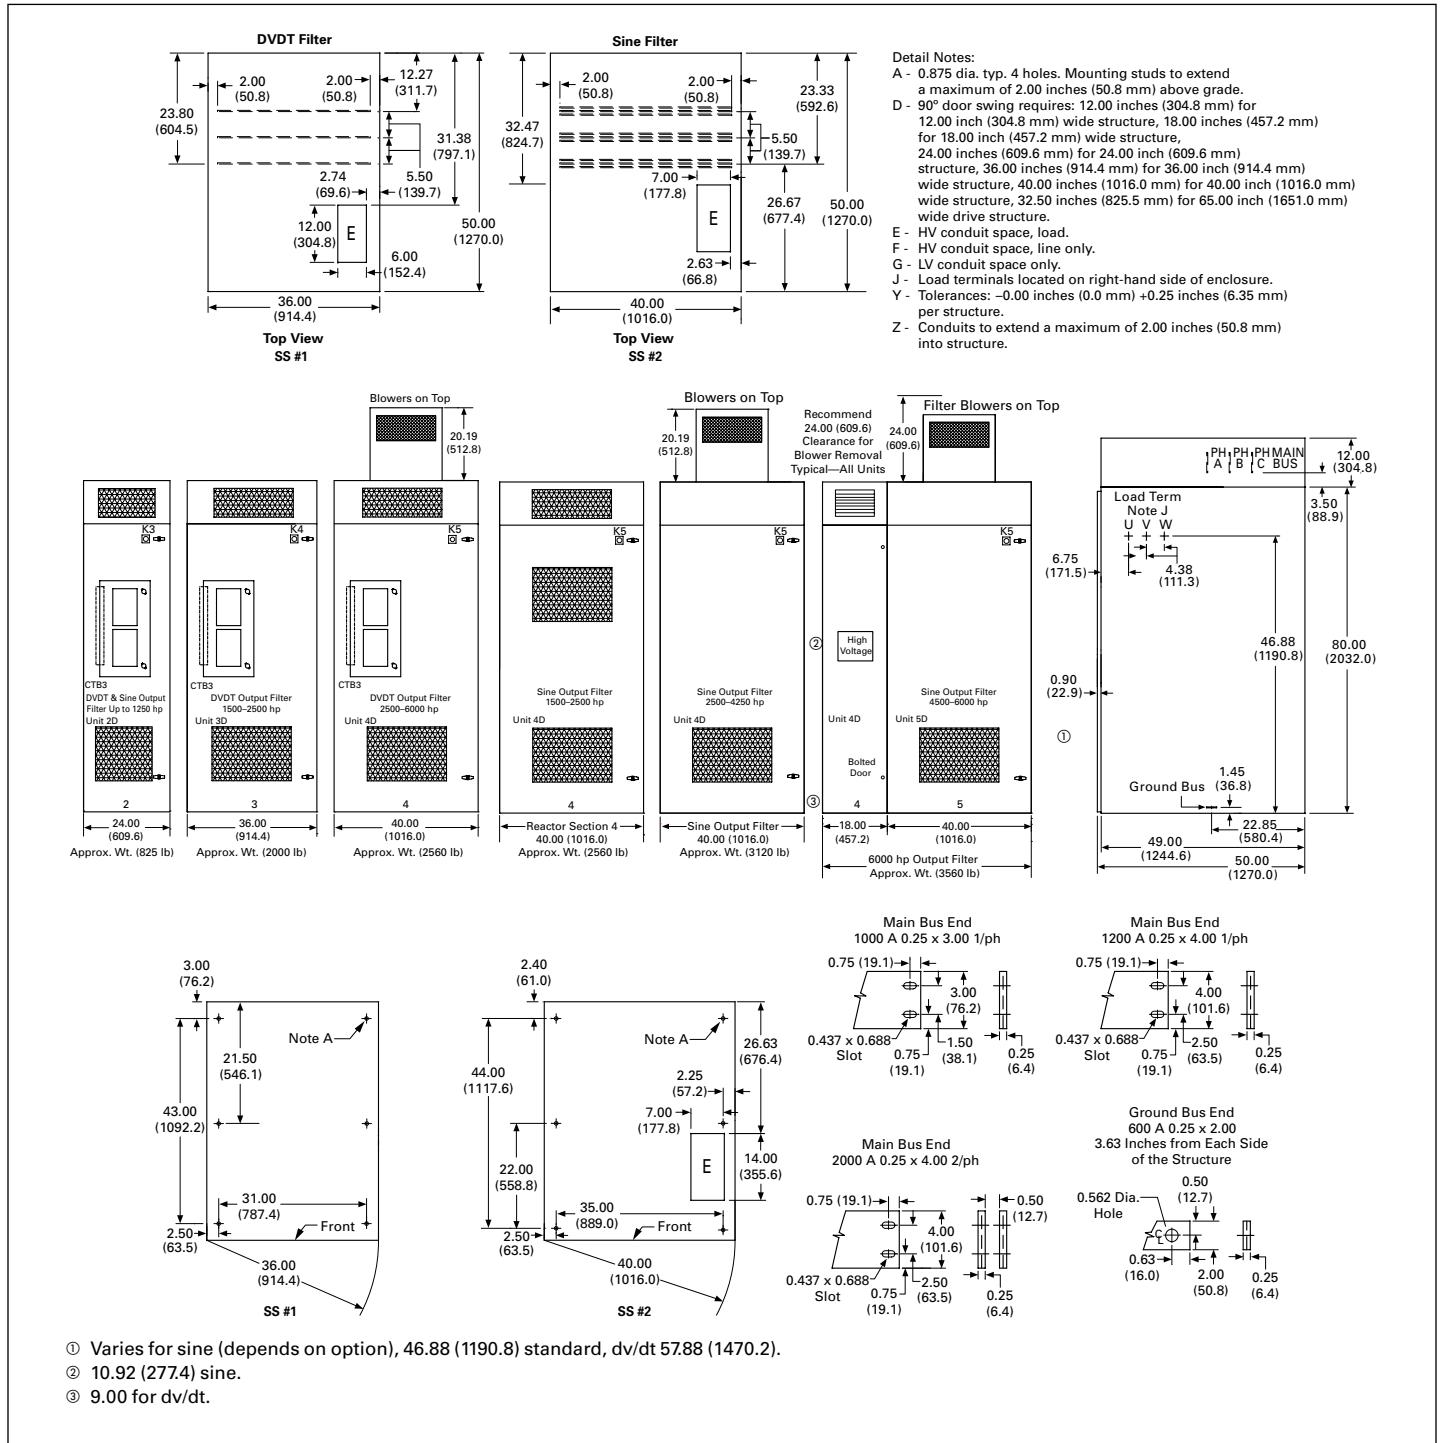 DVDT Filter
2.00
(50.8)
2.00
(50.8)
12.27
(311.7)
23.80
(604.5)
31.38
(797.1)
2.74
(69.6)
5.50
(139.7)
12.00
(304.8)
E
6.00
(152.4)
50.00
(1270.0)
36.00
(914.4)
Top View
SS #1
Sine Filter
2.00
(50.8)
2.00
(50.8)
23.33
(592.6)
32.47
(824.7)
5.50
(139.7)
7.00
(177.8)
E
26.67
(677.4)
50.00
(1270.0)
2.63
(66.8)
40.00
(1016.0)
Top View
SS #2
Detail Notes:
A - 0.875 dia. typ. 4 holes. Mounting studs to extend
a maximum of 2.00 inches (50.8 mm) above grade.
D - 90º door swing requires: 12.00 inches (304.8 mm) for
12.00 inch (304.8 mm) wide structure, 18.00 inches (457.2 mm)
for 18.00 inch (457.2 mm) wide structure,
24.00 inches (609.6 mm) for 24.00 inch (609.6 mm)
structure, 36.00 inches (914.4 mm) for 36.00 inch (914.4 mm)
wide structure, 40.00 inches (1016.0 mm) for 40.00 inch (1016.0 mm)
wide structure, 32.50 inches (825.5 mm) for 65.00 inch (1651.0 mm)
wide drive structure.
E - HV conduit space, load.
F - HV conduit space, line only.
G - LV conduit space only.
J - Load terminals located on right-hand side of enclosure.
Y - Tolerances: –0.00 inches (0.0 mm) +0.25 inches (6.35 mm)
per structure.
Z - Conduits to extend a maximum of 2.00 inches (50.8 mm)
into structure.
K3
CTB3
DVDT & Sine Output
Filter Up to 1250 hp
Unit 2D
2
24.00
(609.6)
Approx. Wt. (825 lb)
K4
CTB3
DVDT Output Filter
1500–2500 hp
Unit 3D
3
36.00
(914.4)
Approx. Wt. (2000 lb)
Blowers on Top
20.19
(512.8)
K5
CTB3
DVDT Output Filter
2500–6000 hp
Unit 4D
4
40.00
(1016.0)
Approx. Wt. (2560 lb)
K5
Sine Output Filter
1500–2500 hp
Unit 4D
4
Reactor Section 4
40.00 (1016.0)
Approx. Wt. (2560 lb)
Blowers on Top
20.19
(512.8)
K5
Sine Output Filter
2500–4250 hp
Unit 4D
Sine Output Filter
40.00 (1016.0)
Approx. Wt. (3120 lb)
Recommend
24.00 (609.6)
Clearance for
Blower Removal
Typical—All Units
24.00
(609.6)
Filter Blowers on Top
K5
②
High
Voltage
Sine Output Filter
4500–6000 hp
Unit 4D
Unit 5D
Bolted
Door
③
4
5
18.00
(457.2)
40.00
(1016.0)
6000 hp Output Filter
Approx. Wt. (3560 lb)
PH PH PH MAIN
A B C BUS
12.00
(304.8)
3.50
(88.9)
Load Term
Note J
U V W
6.75
(171.5)
4.38
(111.3)
46.88
(1190.8)
80.00
(2032.0)
0.90
(22.9)
①
1.45
(36.8)
Ground Bus
22.85
(580.4)
49.00
(1244.6)
50.00
(1270.0)
3.00
(76.2)
Note A
21.50
(546.1)
43.00
(1092.2)
31.00
(787.4)
2.50
(63.5)
Front
36.00
(914.4)
SS #1
2.40
(61.0)
Note A
26.63
(676.4)
44.00
(1117.6)
2.25
(57.2)
7.00
(177.8)
E
14.00
(355.6)
22.00
(558.8)
35.00
(889.0)
2.50
(63.5)
Front
40.00
(1016.0)
SS #2
Main Bus End
1000 A 0.25 x 3.00 1/ph
0.75 (19.1)
3.00
(76.2)
0.437 x 0.688
Slot
0.75
(19.1)
1.50
(38.1)
0.25
(6.4)
Main Bus End
1200 A 0.25 x 4.00 1/ph
0.75 (19.1)
4.00
(101.6)
0.437 x 0.688
Slot
0.75
(19.1)
2.50
(63.5)
0.25
(6.4)
Main Bus End
2000 A 0.25 x 4.00 2/ph
0.75 (19.1)
0.50
(12.7)
4.00
(101.6)
0.437 x 0.688
Slot
0.75
(19.1)
2.50
(63.5)
0.25
(6.4)
Ground Bus End
600 A 0.25 x 2.00
3.63 Inches from Each Side
of the Structure
0.562 Dia.
Hole
0.50
(12.7)
C
L
0.63
(16.0)
2.00
(50.8)
0.25
(6.4)
① Varies for sine (depends on option), 46.88 (1190.8) standard, dv/dt 57.88 (1470.2).
② 10.92 (277.4) sine.
③ 9.00 for dv/dt.